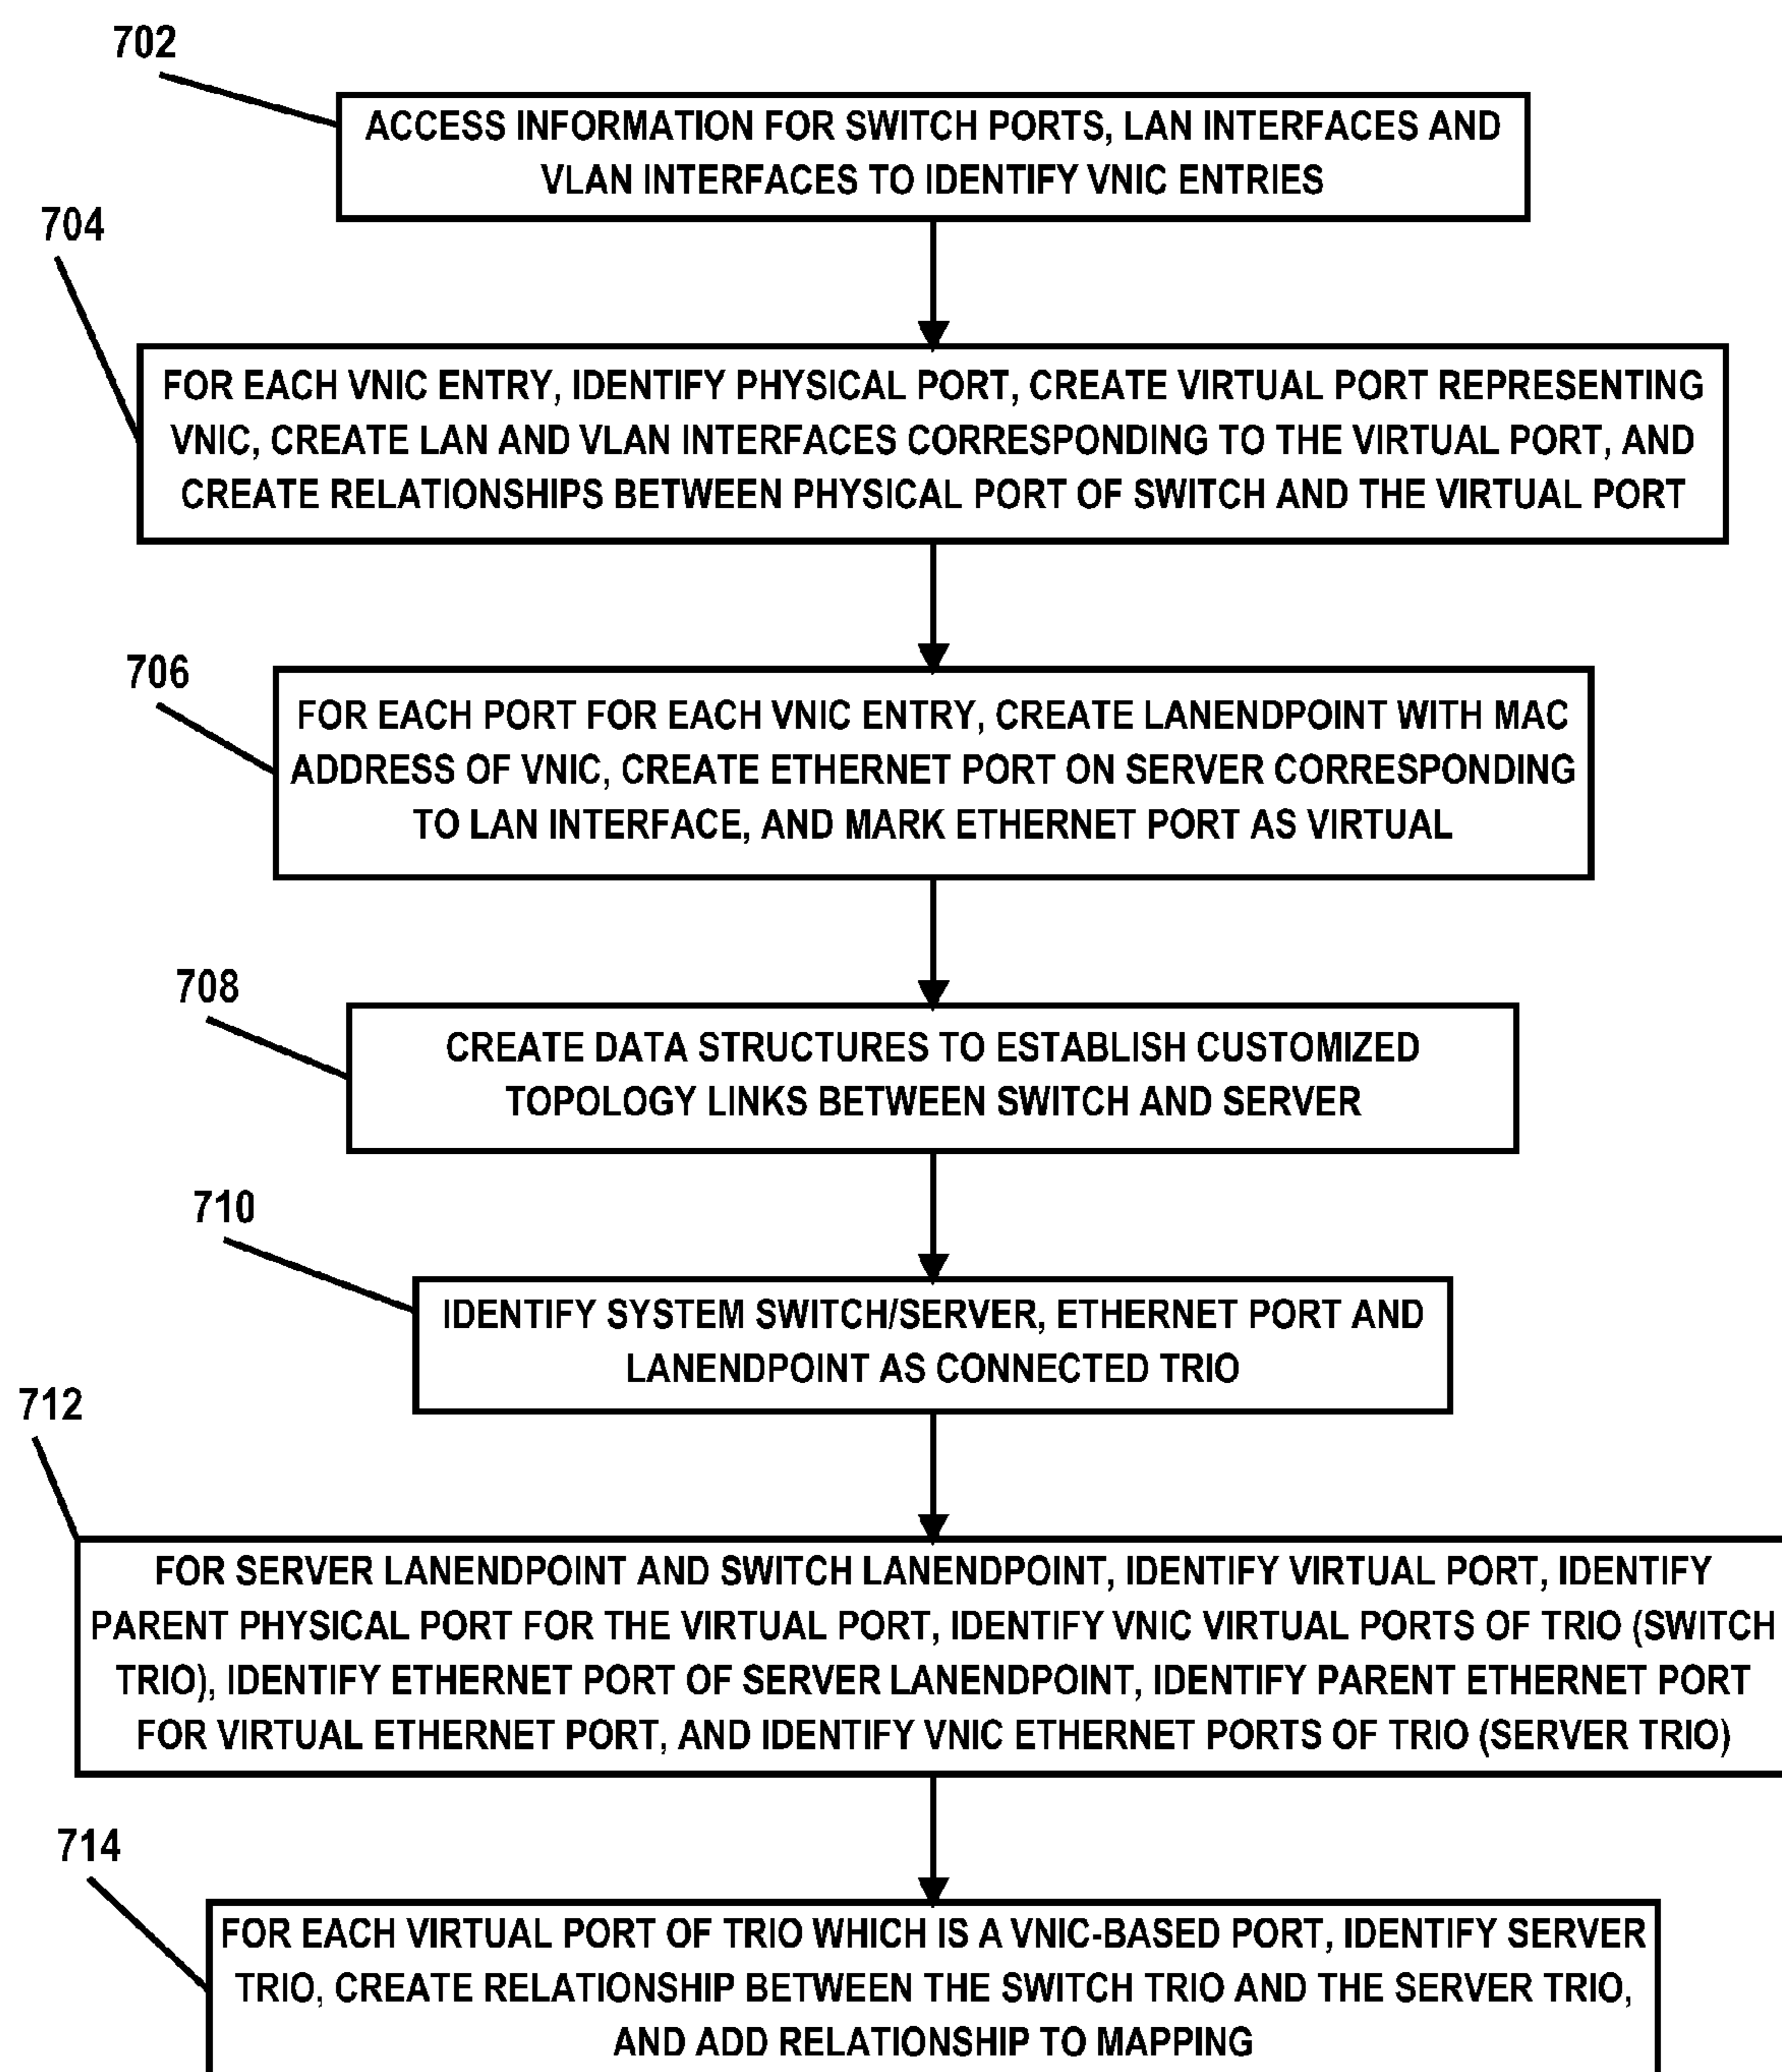 702
ACCESS INFORMATION FOR SWITCH PORTS, LAN INTERFACES AND
VLAN INTERFACES TO IDENTIFY VNIC ENTRIES
704
FOR EACH VNIC ENTRY, IDENTIFY PHYSICAL PORT, CREATE VIRTUAL PORT REPRESENTING
VNIC, CREATE LAN AND VLAN INTERFACES CORRESPONDING TO THE VIRTUAL PORT, AND
CREATE RELATIONSHIPS BETWEEN PHYSICAL PORT OF SWITCH AND THE VIRTUAL PORT
706
FOR EACH PORT FOR EACH VNIC ENTRY, CREATE LANENDPOINT WITH MAC
ADDRESS OF VNIC, CREATE ETHERNET PORT ON SERVER CORRESPONDING
TO LAN INTERFACE, AND MARK ETHERNET PORT AS VIRTUAL
708
CREATE DATA STRUCTURES TO ESTABLISH CUSTOMIZED
TOPOLOGY LINKS BETWEEN SWITCH AND SERVER
710
IDENTIFY SYSTEM SWITCH/SERVER, ETHERNET PORT AND
LANENDPOINT AS CONNECTED TRIO
712
FOR SERVER LANENDPOINT AND SWITCH LANENDPOINT, IDENTIFY VIRTUAL PORT, IDENTIFY
PARENT PHYSICAL PORT FOR THE VIRTUAL PORT, IDENTIFY VNIC VIRTUAL PORTS OF TRIO (SWITCH
TRIO), IDENTIFY ETHERNET PORT OF SERVER LANENDPOINT, IDENTIFY PARENT ETHERNET PORT
FOR VIRTUAL ETHERNET PORT, AND IDENTIFY VNIC ETHERNET PORTS OF TRIO (SERVER TRIO)
714
FOR EACH VIRTUAL PORT OF TRIO WHICH IS A VNIC-BASED PORT, IDENTIFY SERVER
TRIO, CREATE RELATIONSHIP BETWEEN THE SWITCH TRIO AND THE SERVER TRIO,
AND ADD RELATIONSHIP TO MAPPING